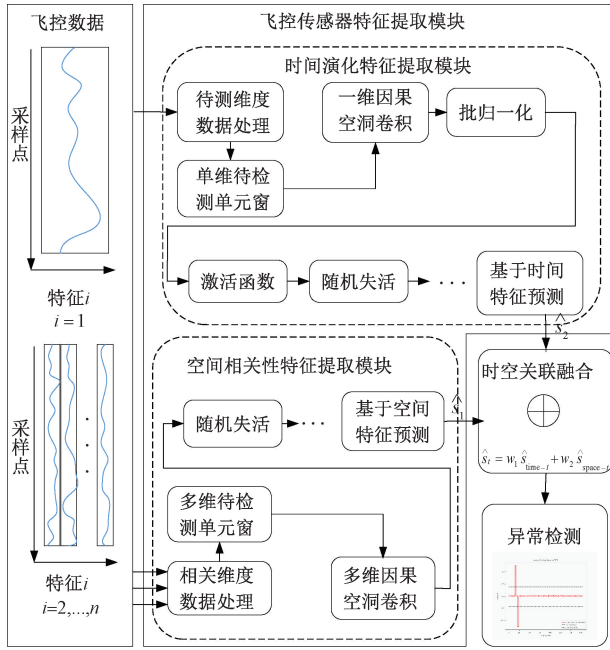 飞控数据
采样点
特征i
i=1
采样点
特征i
i=2,...,n
飞控传感器特征提取模块
时间演化特征提取模块
待测维度
数据处理
单维待检
测单元窗
一维因果
空洞卷积
批归一化
激活函数
随机失活
···
基于时间
特征预测
ŝ₂
空间相关性特征提取模块
随机失活
···
基于空间
特征预测
ŝ₁
多维待检
测单元窗
相关维度
数据处理
多维因果
空洞卷积
时空关联融合
ŝₜ = w₁ ŝₜᵢₘₑ₋ₜ + w₂ ŝ_space−t
异常检测